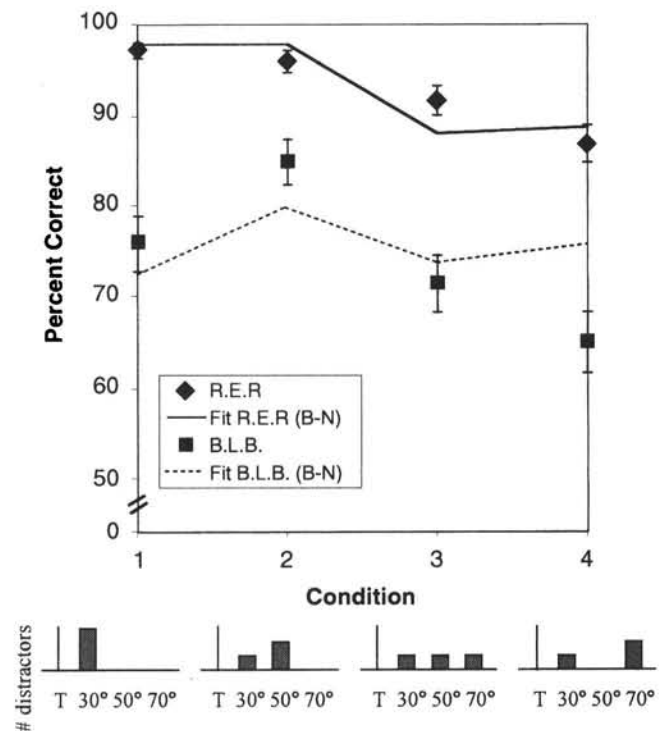 100
90
80
70
60
50
0
Percent Correct
R.E.R
Fit R.E.R (B-N)
B.L.B.
Fit B.L.B. (B-N)
1 2 3 4
Condition
# distractors
T 30° 50° 70° T 30° 50° 70° T 30° 50° 70° T 30° 50° 70°